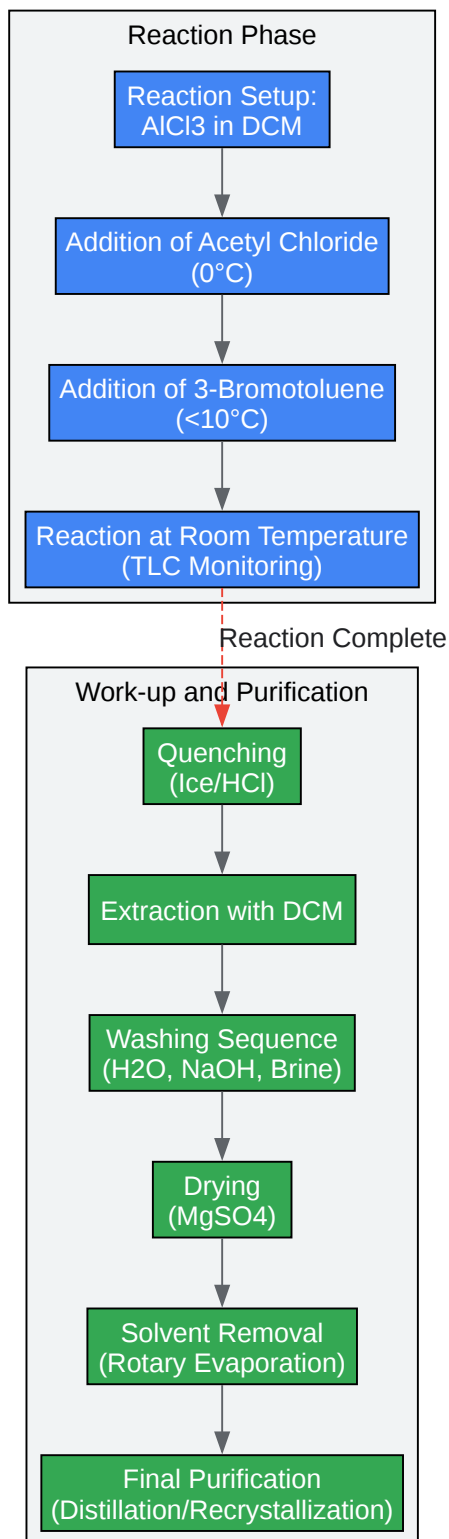 Reaction Phase
Reaction Setup:
AlCl3 in DCM
Addition of Acetyl Chloride
(0°C)
Addition of 3-Bromotoluene
(<10°C)
Reaction at Room Temperature
(TLC Monitoring)
Reaction Complete
Work-up and Purification
Quenching
(Ice/HCl)
Extraction with DCM
Washing Sequence
(H2O, NaOH, Brine)
Drying
(MgSO4)
Solvent Removal
(Rotary Evaporation)
Final Purification
(Distillation/Recrystallization)